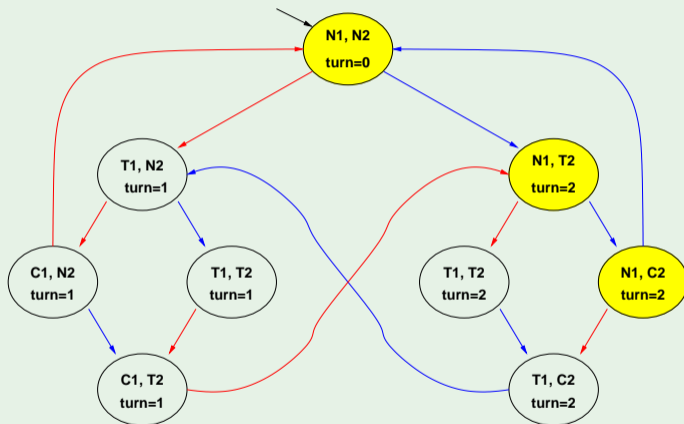 N1, N2
turn=0
T1, N2
turn=1
N1, T2
turn=2
C1, N2
turn=1
T1, T2
turn=1
T1, T2
turn=2
N1, C2
turn=2
C1, T2
turn=1
T1, C2
turn=2